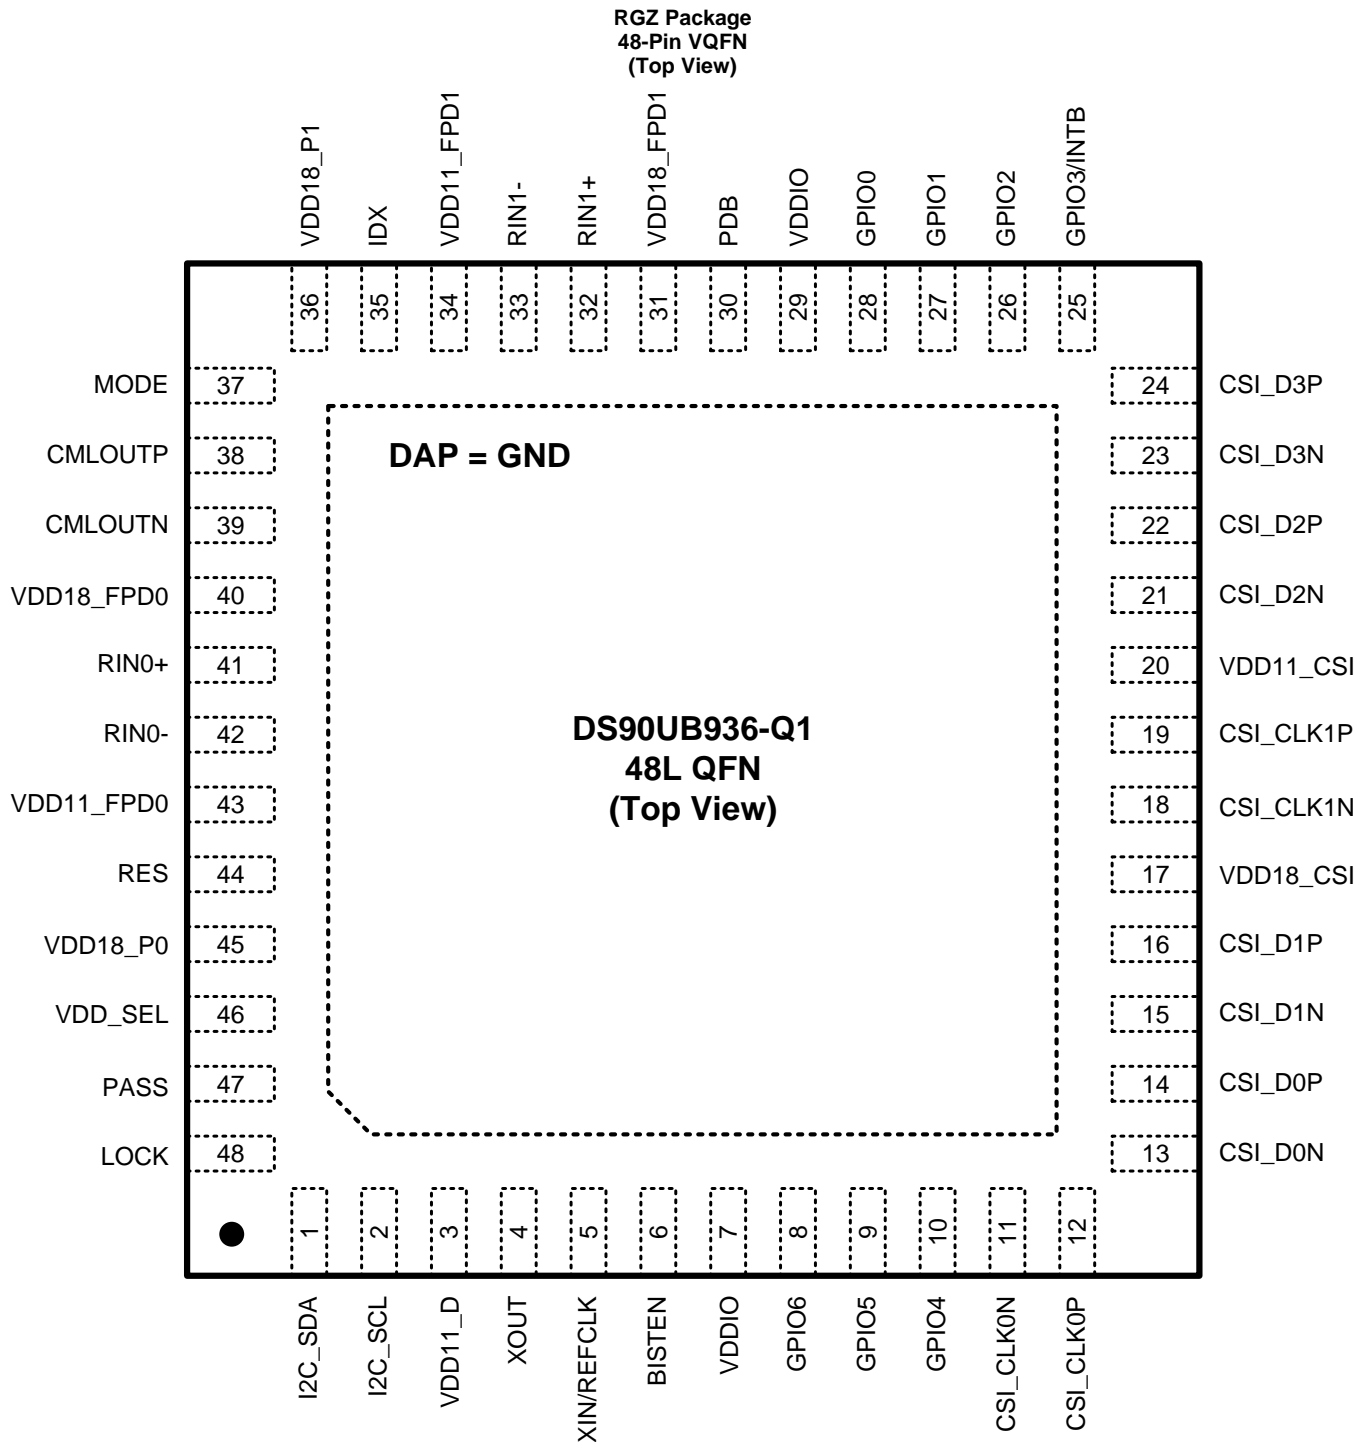 RGZ Package
48-Pin VQFN
(Top View)
VDD18_P1
IDX
VDD11_FPD1
RIN1-
RIN1+
VDD18_FPD1
PDB
VDDIO
GPIO0
GPIO1
GPIO2
GPIO3/INTB
36
35
34
33
32
31
30
29
28
27
26
25
MODE 37
24 CSI_D3P
CMLOUTP 38
DAP = GND
23 CSI_D3N
CMLOUTN 39
22 CSI_D2P
VDD18_FPD0 40
21 CSI_D2N
RIN0+ 41
20 VDD11_CSI
RIN0- 42
DS90UB936-Q1
48L QFN
(Top View)
19 CSI_CLK1P
VDD11_FPD0 43
18 CSI_CLK1N
RES 44
17 VDD18_CSI
VDD18_P0 45
16 CSI_D1P
VDD_SEL 46
15 CSI_D1N
PASS 47
14 CSI_D0P
LOCK 48
13 CSI_D0N
1
2
3
4
5
6
7
8
9
10
11
12
I2C_SDA
I2C_SCL
VDD11_D
XOUT
XIN/REFCLK
BISTEN
VDDIO
GPIO6
GPIO5
GPIO4
CSI_CLK0N
CSI_CLK0P